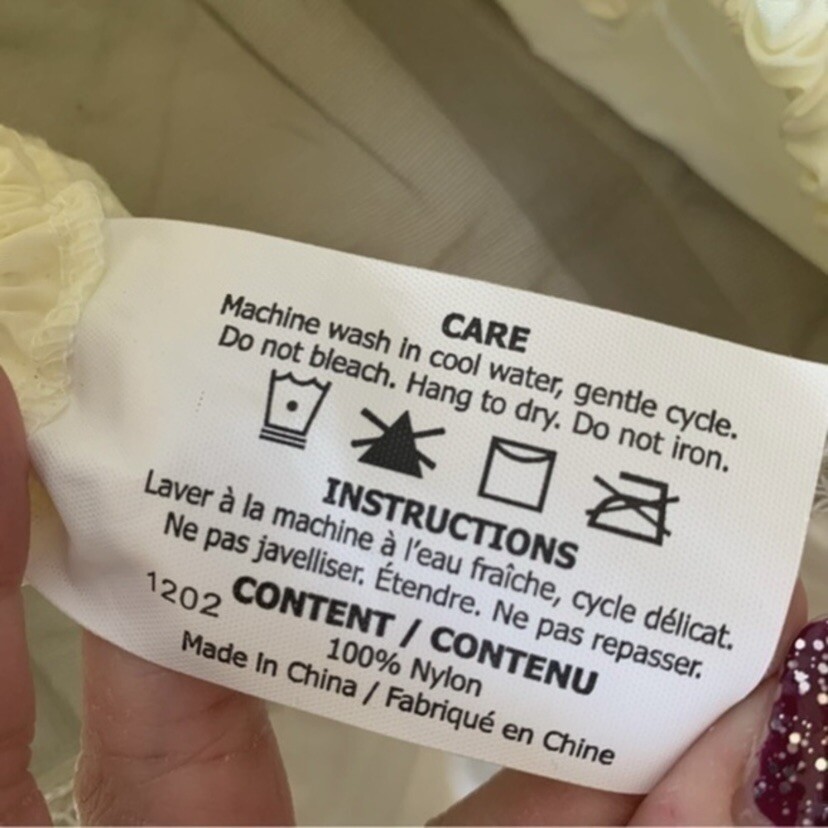 CARE
Machine wash in cool water, gentle cycle.
Do not bleach. Hang to dry. Do not iron.
INSTRUCTIONS
Laver à la machine à l'eau fraîche, cycle délicat.
Ne pas javelliser. Étendre. Ne pas repasser.
1202 CONTENT / CONTENU
100% Nylon
Made In China / Fabriqué en Chine